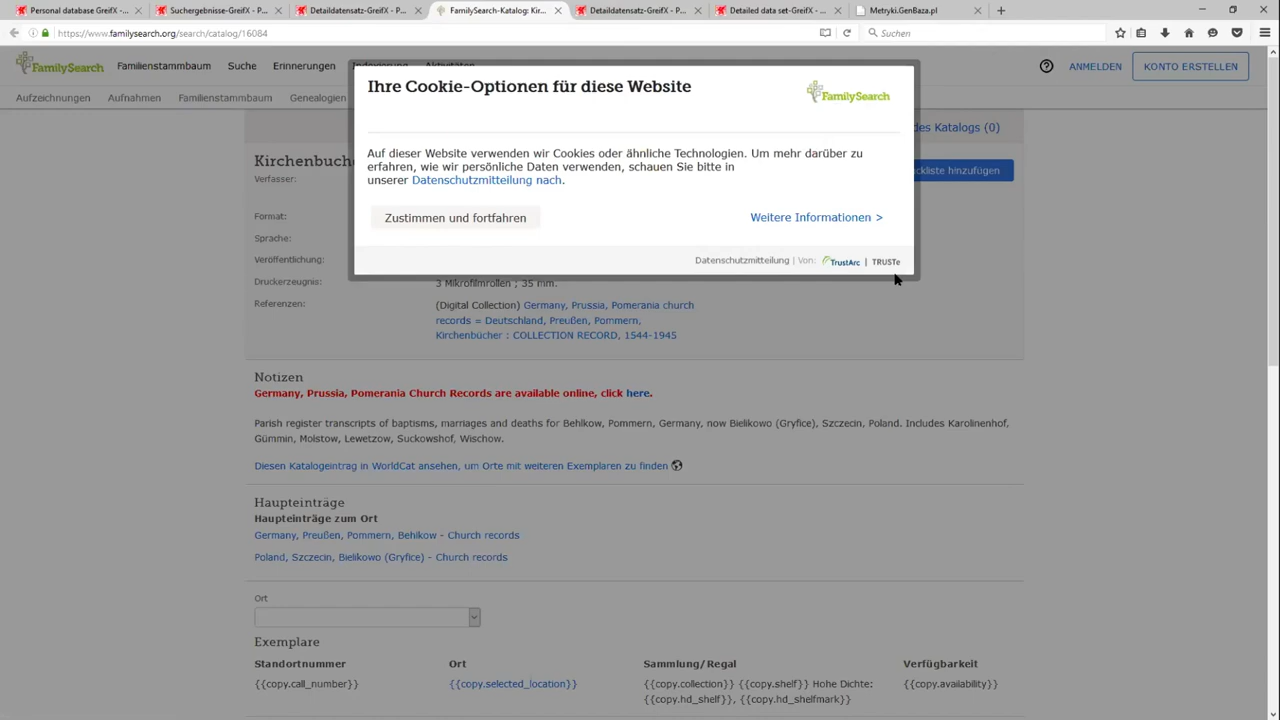 Personal database GreifX -...
Suchergebnisse-GreifX - P...
Detaildatensatz-GreifX - P...
FamilySearch-Katalog: Kir...
Detaildatensatz-GreifX - P...
Detailed data set-GreifX - ...
Metryki.GenBaza.pl
https://www.familysearch.org/search/catalog/16084
Suchen
FamilySearch
Familienstammbaum
Suche
Erinnerungen
ANMELDEN
KONTO ERSTELLEN
Aufzeichnungen
Aufnahmen
Familienstammbaum
Genealogien
Ihre Cookie-Optionen für diese Website
FamilySearch
des Katalogs (0)
Auf dieser Website verwenden wir Cookies oder ähnliche Technologien. Um mehr darüber zu
erfahren, wie wir persönliche Daten verwenden, schauen Sie bitte in
unserer Datenschutzmitteilung nach.
Zustimmen und fortfahren
Weitere Informationen >
Datenschutzmitteilung | Von: TrustArc | TRUSTe
Kirchenbuch
Verfasser:
hinzufügen
Format:
Sprache:
Veröffentlichung:
Druckerzeugnis:
3 Mikrofilmrollen ; 35 mm.
Referenzen:
(Digital Collection) Germany, Prussia, Pomerania church
records = Deutschland, Preußen, Pommern,
Kirchenbücher : COLLECTION RECORD, 1544-1945
Notizen
Germany, Prussia, Pomerania Church Records are available online, click here.
Parish register transcripts of baptisms, marriages and deaths for Behlkow, Pommern, Germany, now Bielikowo (Gryfice), Szczecin, Poland. Includes Karolinenhof,
Gümmin, Molstow, Lewetzow, Suckowshof, Wischow.
Diesen Katalogeintrag in WorldCat ansehen, um Orte mit weiteren Exemplaren zu finden
Haupteinträge
Haupteinträge zum Ort
Germany, Preußen, Pommern, Behlkow - Church records
Poland, Szczecin, Bielikowo (Gryfice) - Church records
Ort
Exemplare
Standortnummer
Ort
Sammlung/Regal
Verfügbarkeit
{{copy.call_number}}
{{copy.selected_location}}
{{copy.collection}} {{copy.shelf}} Hohe Dichte:
{{copy.hd_shelf}}, {{copy.hd_shelfmark}}
{{copy.availability}}